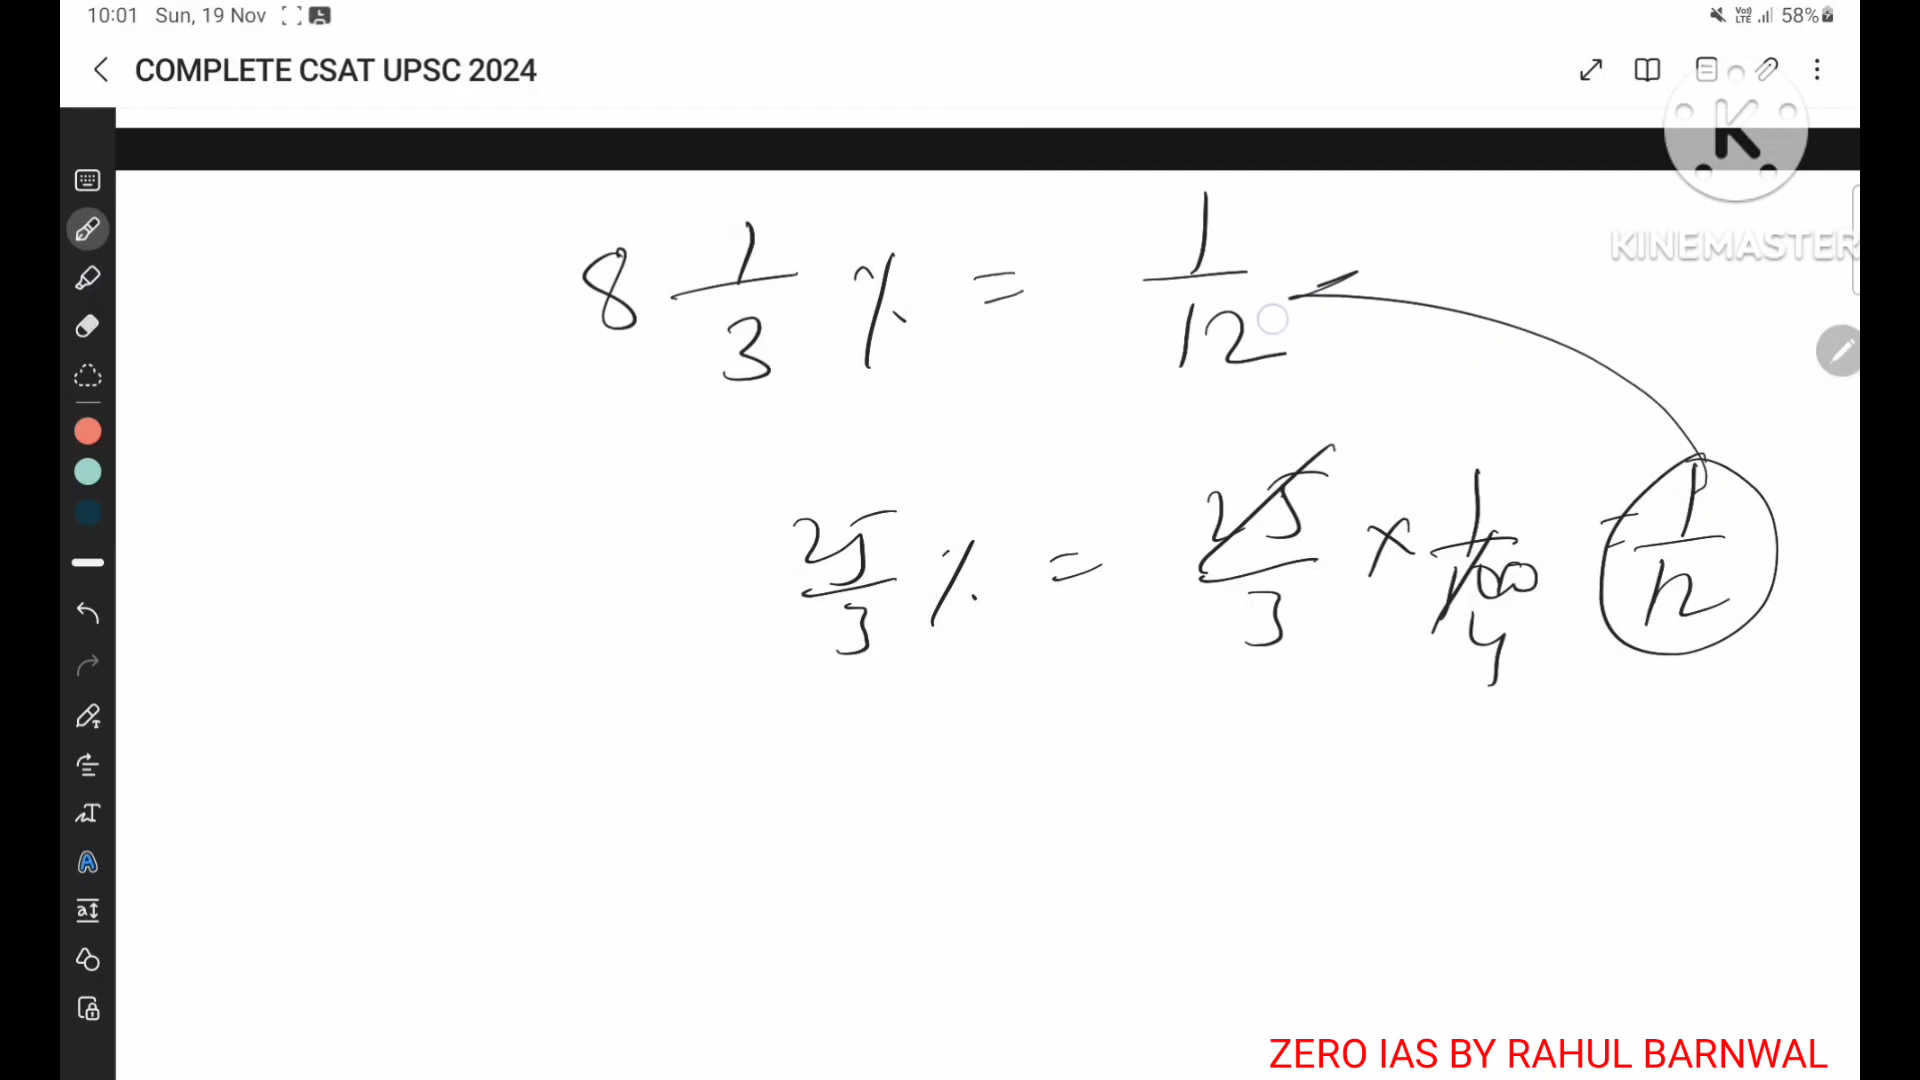 10:01 Sun, 19 Nov 58%
COMPLETE CSAT UPSC 2024
K
KINEMASTER
8 1/3 % = 1/12
25/3 % = 25/3 × 1/100 = 1/12
4
ZERO IAS BY RAHUL BARNWAL